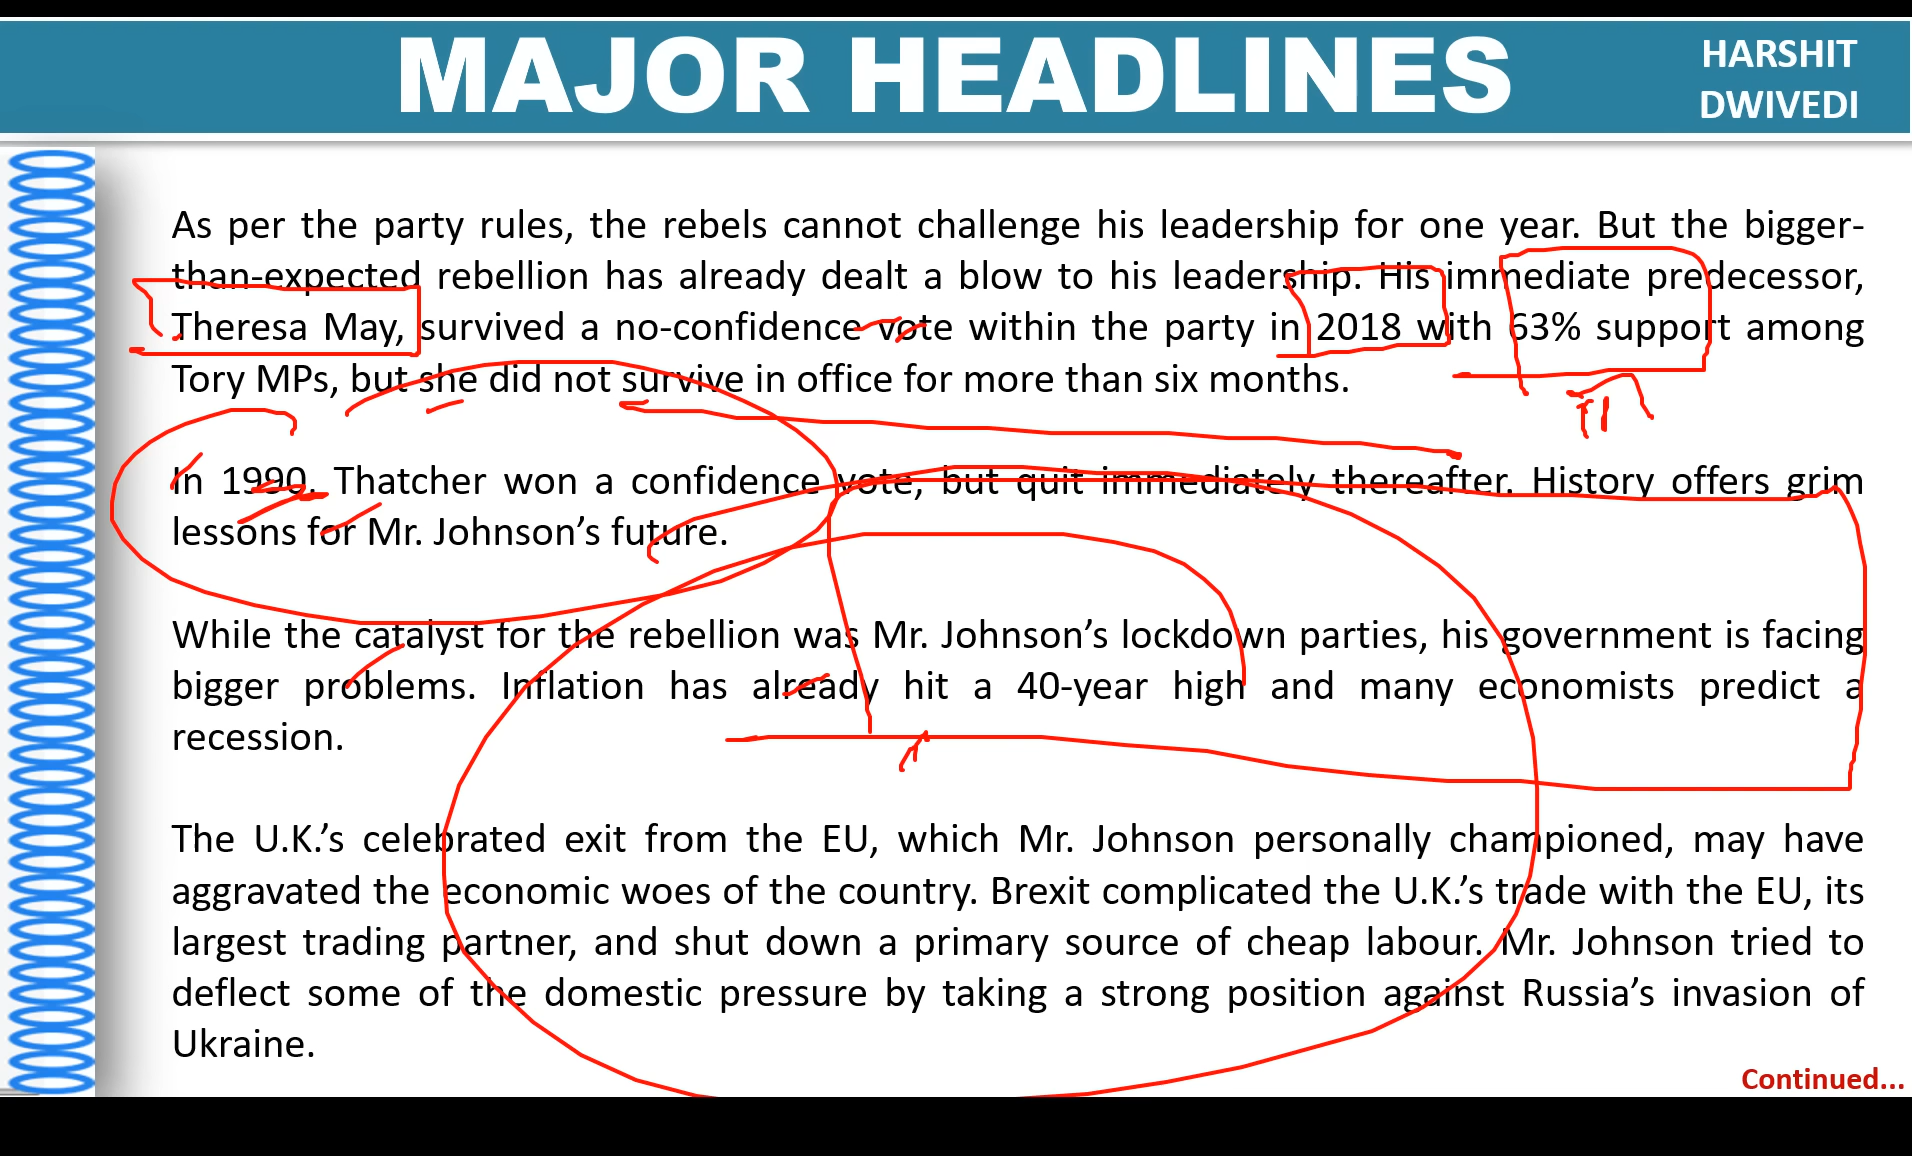 MAJOR HEADLINES
HARSHIT
DWIVEDI
As per the party rules, the rebels cannot challenge his leadership for one year. But the bigger-
than-expected rebellion has already dealt a blow to his leadership. His immediate predecessor,
Theresa May, survived a no-confidence vote within the party in 2018 with 63% support among
Tory MPs, but she did not survive in office for more than six months.
In 1990, Thatcher won a confidence vote, but quit immediately thereafter. History offers grim
lessons for Mr. Johnson’s future.
While the catalyst for the rebellion was Mr. Johnson’s lockdown parties, his government is facing
bigger problems. Inflation has already hit a 40-year high and many economists predict a
recession.
The U.K.’s celebrated exit from the EU, which Mr. Johnson personally championed, may have
aggravated the economic woes of the country. Brexit complicated the U.K.’s trade with the EU, its
largest trading partner, and shut down a primary source of cheap labour. Mr. Johnson tried to
deflect some of the domestic pressure by taking a strong position against Russia’s invasion of
Ukraine.
Continued...